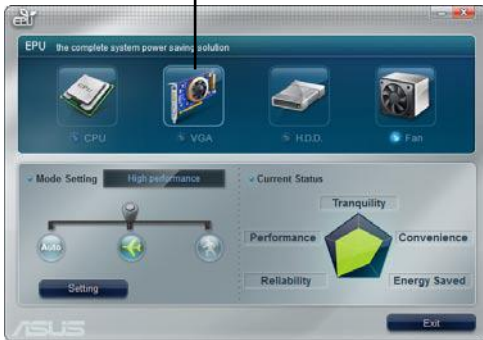 EPU
EPU the complete system power saving solution
CPU VGA H.D.D. Fan
Mode Setting High performance
Current Status
Tranquility
Performance Convenience
Reliability Energy Saved
Auto
Setting
Exit
ASUS